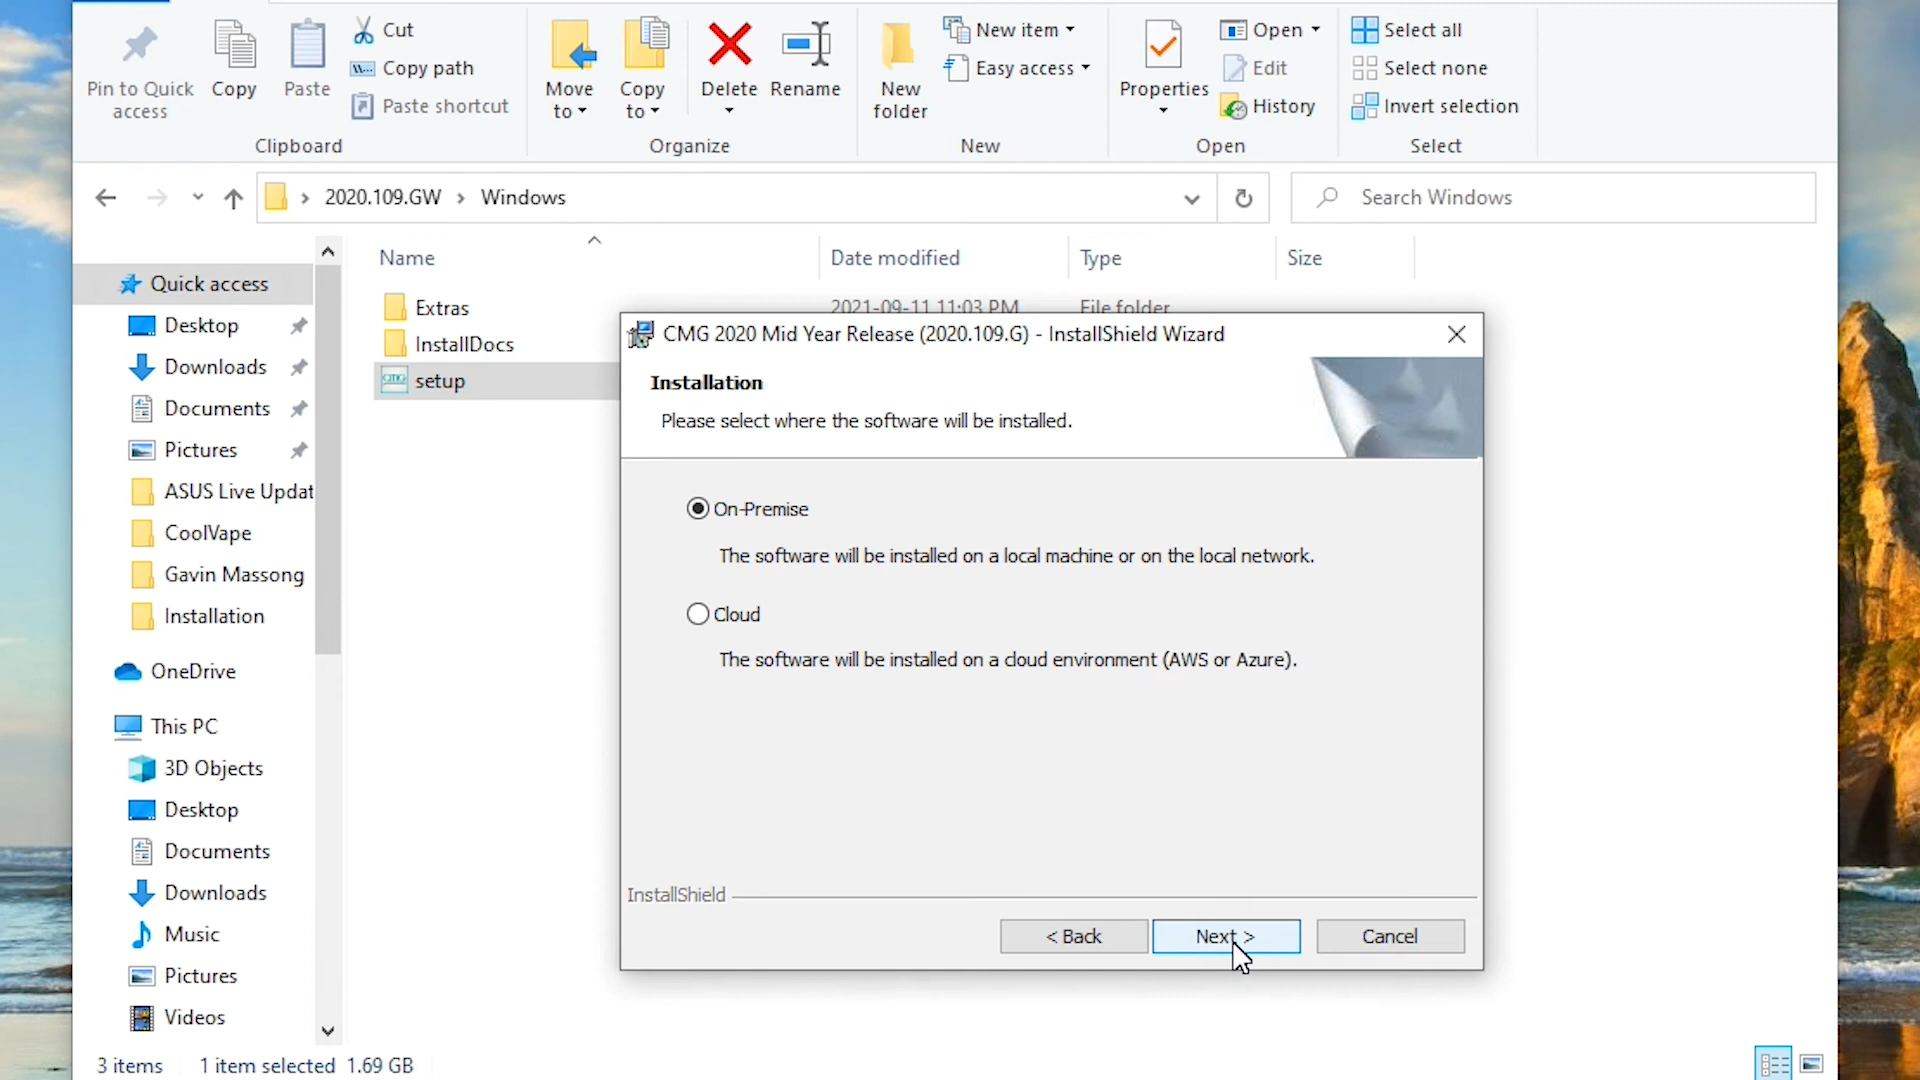 Pin to Quick
access
Copy
Paste
Cut
Copy path
Paste shortcut
Clipboard
Move
to
Copy
to
Delete
Rename
Organize
New
folder
New item
Easy access
New
Properties
Open
Edit
History
Open
Select all
Select none
Invert selection
Select
2020.109.GW > Windows
Search Windows
Name
Date modified
Type
Size
Quick access
Desktop
Downloads
Documents
Pictures
ASUS Live Updat
CoolVape
Gavin Massong
Installation
OneDrive
This PC
3D Objects
Desktop
Documents
Downloads
Music
Pictures
Videos
Extras
2021-09-11 11:03 PM
File folder
InstallDocs
CMG
setup
CMG 2020 Mid Year Release (2020.109.G) - InstallShield Wizard
Installation
Please select where the software will be installed.
On-Premise
The software will be installed on a local machine or on the local network.
Cloud
The software will be installed on a cloud environment (AWS or Azure).
InstallShield
< Back
Next >
Cancel
3 items
1 item selected 1.69 GB